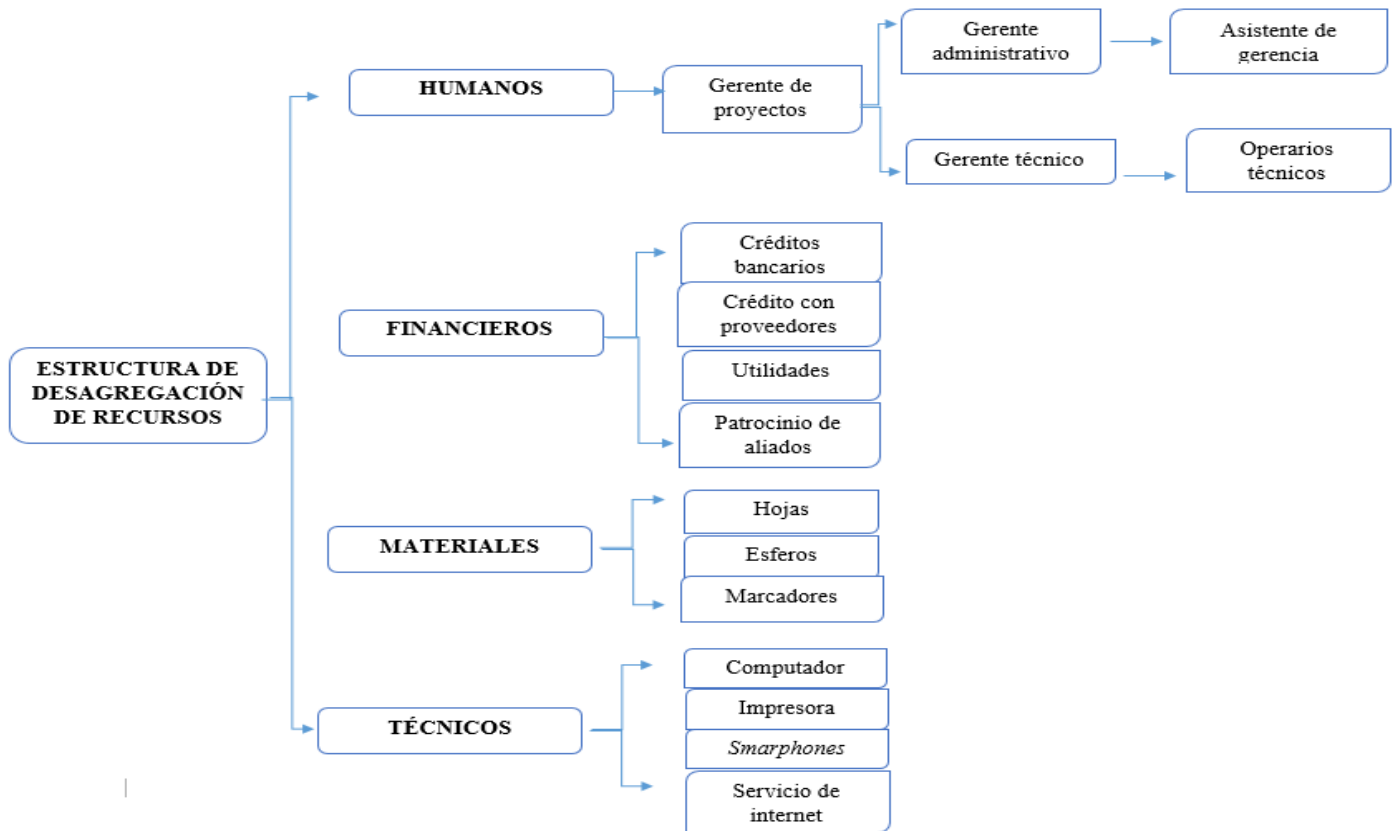 Gerente
administrativo
Asistente de
gerencia
HUMANOS
Gerente de
proyectos
Gerente técnico
Operarios
técnicos
Créditos
bancarios
FINANCIEROS
Crédito con
proveedores
Utilidades
Patrocinio de
aliados
ESTRUCTURA DE
DESAGREGACIÓN
DE RECURSOS
MATERIALES
Hojas
Esferos
Marcadores
TÉCNICOS
Computador
Impresora
Smarphones
Servicio de
internet